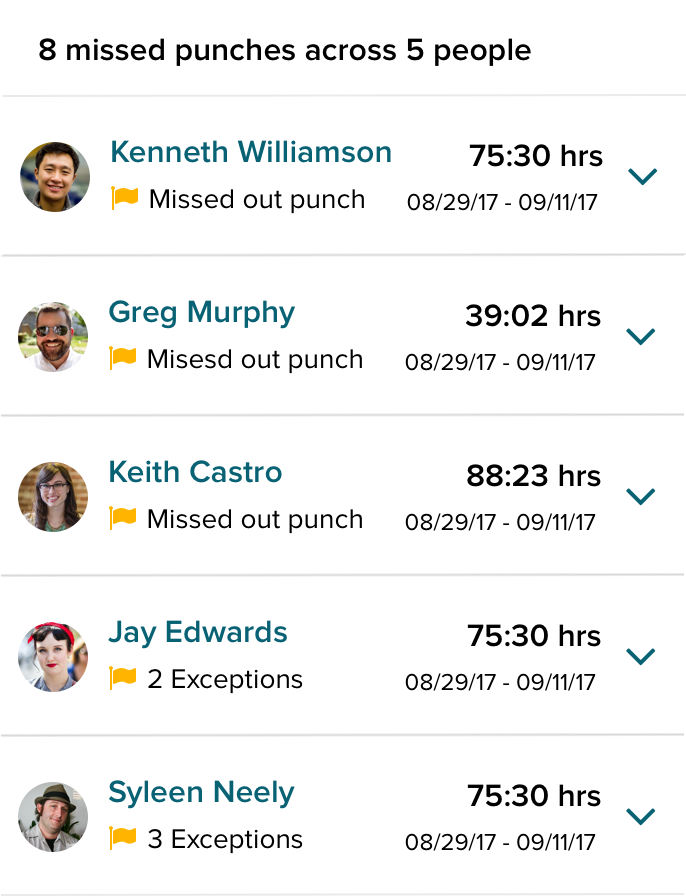 8 missed punches across 5 people
Kenneth Williamson 75:30 hrs
Missed out punch 08/29/17 - 09/11/17
Greg Murphy 39:02 hrs
Misesd out punch 08/29/17 - 09/11/17
Keith Castro 88:23 hrs
Missed out punch 08/29/17 - 09/11/17
Jay Edwards 75:30 hrs
2 Exceptions 08/29/17 - 09/11/17
Syleen Neely 75:30 hrs
3 Exceptions 08/29/17 - 09/11/17